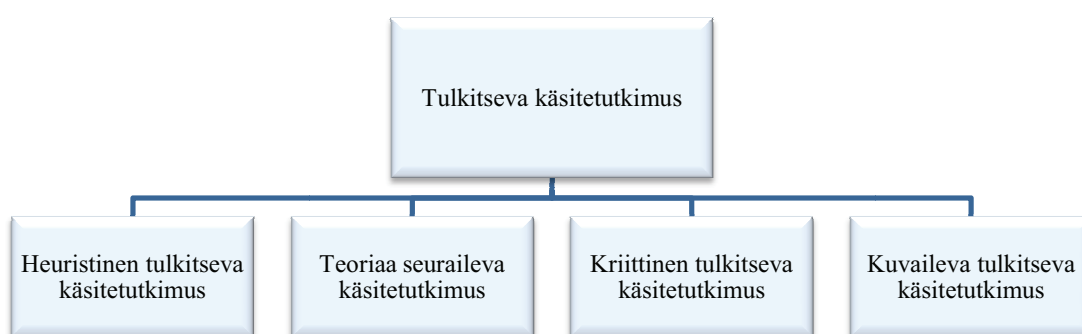 Tulkitseva käsitetutkimus
Heuristinen tulkitseva
käsitetutkimus
Teoriaa seuraileva
käsitetutkimus
Kriittinen tulkitseva
käsitetutkimus
Kuvaileva tulkitseva
käsitetutkimus